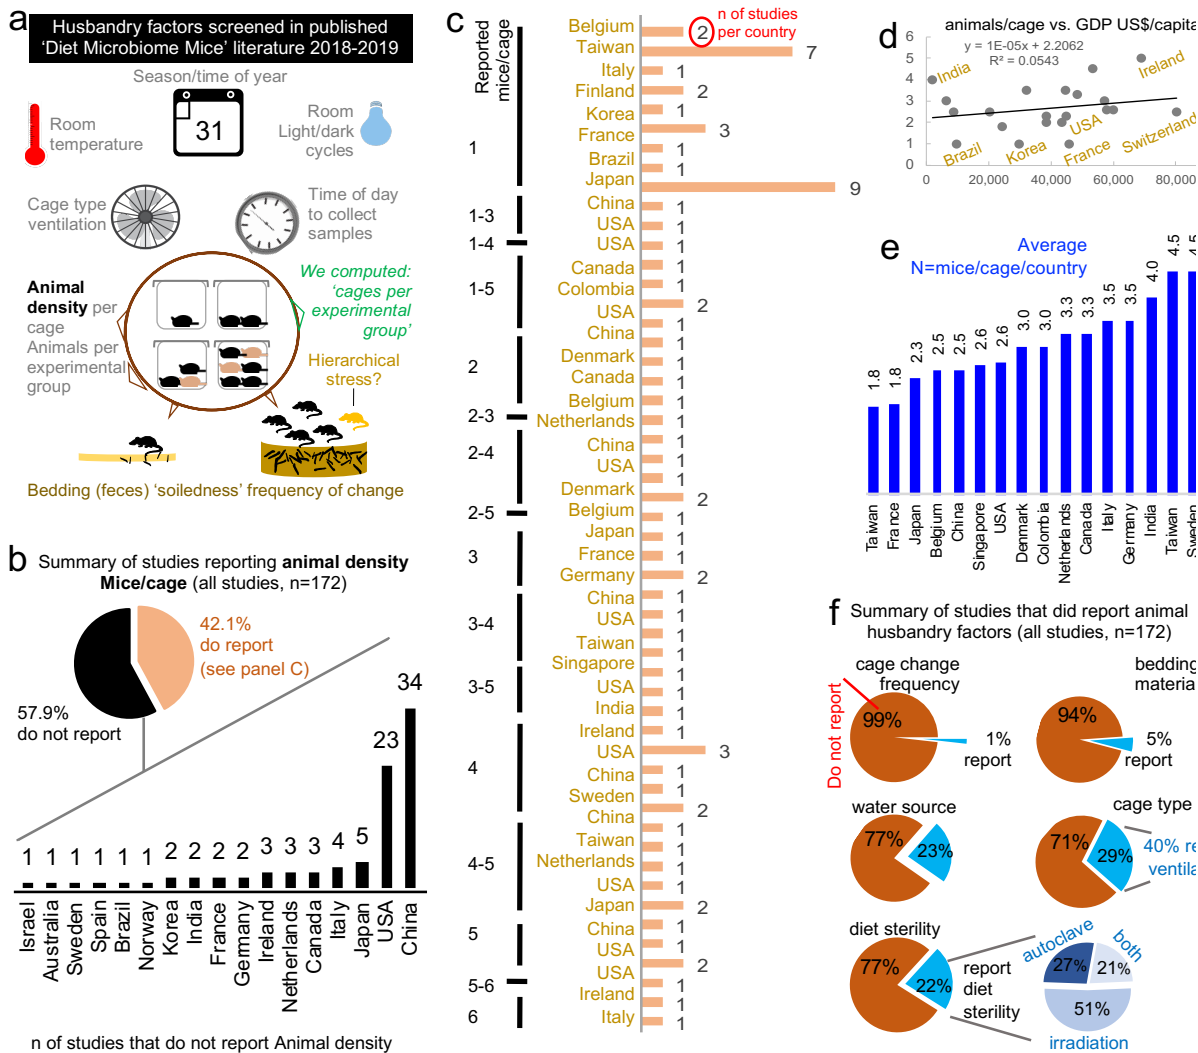 a
Husbandry factors screened in published
‘Diet Microbiome Mice’ literature 2018-2019
Season/time of year
31
Room
temperature
Room
Light/dark
cycles
Cage type
ventilation
Time of day
to collect
samples
Animal
density per
cage
Animals per
experimental
group
We computed:
‘cages per
experimental
group’
Hierarchical
stress?
Bedding (feces) ‘soiledness’ frequency of change
b
Summary of studies reporting animal density
Mice/cage (all studies, n=172)
42.1%
do report
(see panel C)
57.9%
do not report
1 1 1 1 1 1 2 2 2 2 3 3 3 4 5 23 34
Israel
Australia
Sweden
Spain
Brazil
Norway
Korea
India
France
Germany
Ireland
Netherlands
Canada
Italy
Japan
USA
China
n of studies that do not report Animal density
c
Reported
mice/cage
n of studies
per country
1
1-3
1-4
1-5
2
2-3
2-4
2-5
3
3-4
3-5
4
4-5
5
5-6
6
Belgium
Taiwan
Italy
Finland
Korea
France
Brazil
Japan
China
USA
USA
Canada
Colombia
USA
China
Denmark
Canada
Belgium
Netherlands
China
USA
Denmark
Belgium
Japan
France
Germany
China
USA
Taiwan
Singapore
USA
India
Ireland
USA
China
Sweden
China
Taiwan
Netherlands
USA
Japan
China
USA
USA
Ireland
Italy
2
7
1
2
1
3
1
1
9
1
1
1
1
1
2
1
1
1
1
1
1
1
1
1
2
1
1
1
2
1
1
1
1
1
1
1
1
3
1
1
2
1
1
1
1
2
1
1
2
1
1
1
d
animals/cage vs. GDP US$/capita
y = 1E-05x + 2.2062
R² = 0.0543
6
5
4
3
2
1
0
India
Ireland
USA
Brazil
Korea
France
Switzerland
0 20,000 40,000 60,000 80,000
e
Average
N=mice/cage/country
1.8 1.8 2.3 2.5 2.5 2.6 2.6 3.0 3.0 3.3 3.3 3.5 3.5 4.0 4.5 4.5
Taiwan
France
Japan
Belgium
China
Singapore
USA
Denmark
Colombia
Netherlands
Canada
Italy
Germany
India
Taiwan
Sweden
f
Summary of studies that did report animal
husbandry factors (all studies, n=172)
cage change
frequency
Do not report
99%
1%
report
bedding
material
94%
5%
report
water source
77%
23%
cage type
71%
29%
40% re
ventila
diet sterility
77%
22%
report
diet
sterility
autoclave
both
27%
21%
51%
irradiation